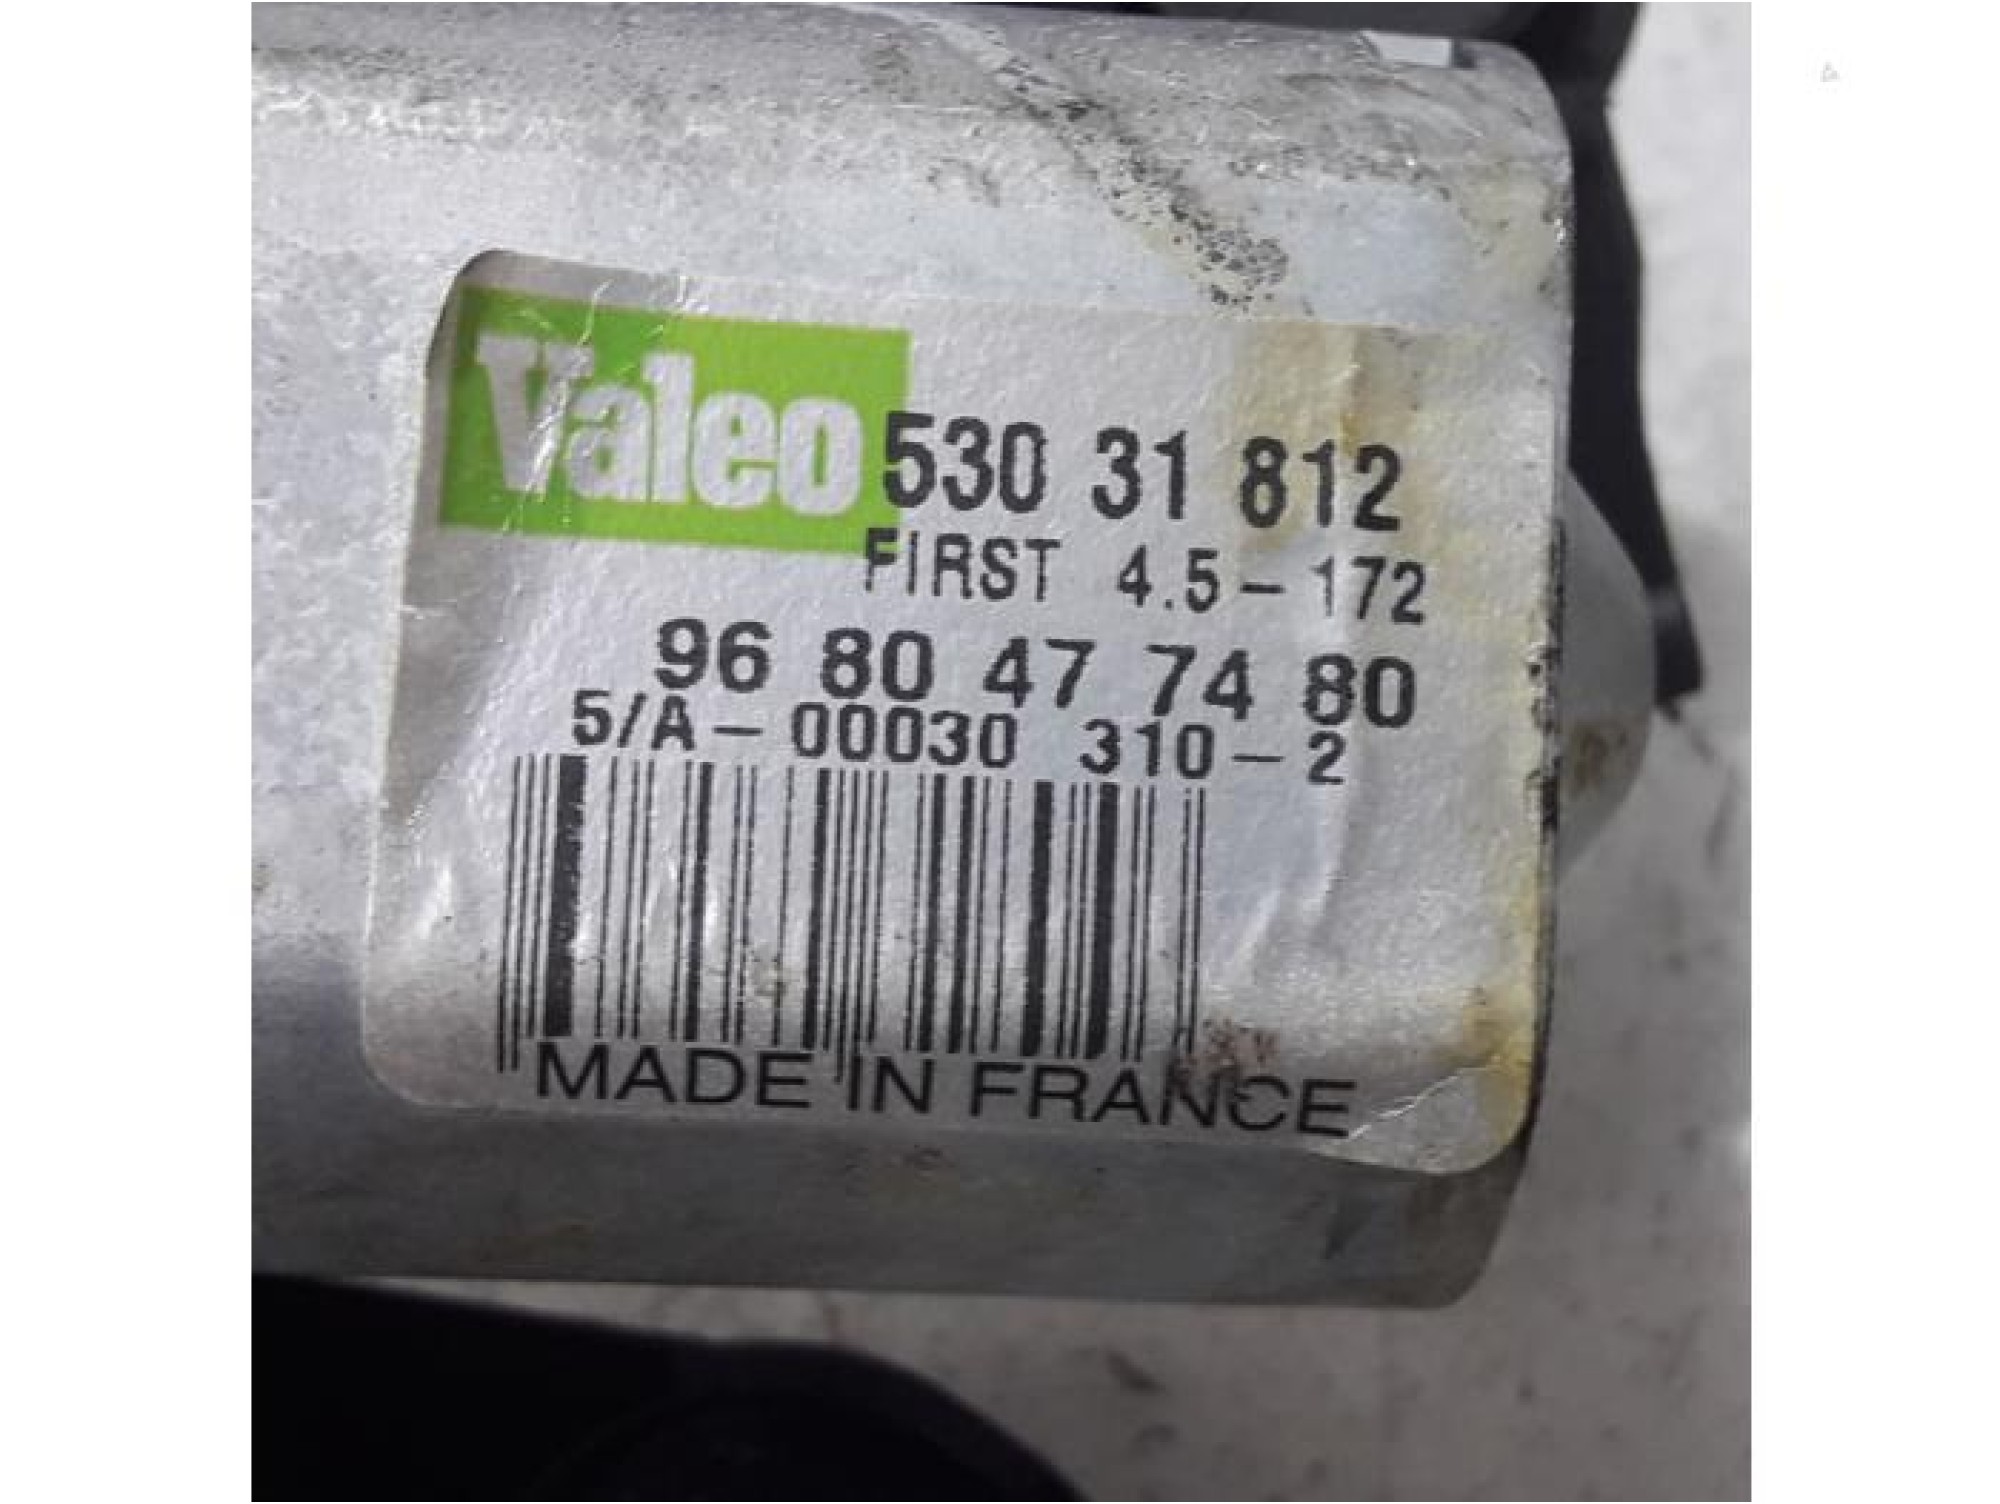 Valeo
530 31 812
FIRST 4.5-172
96 80 47 74 80
5/A-00030 310-2
MADE IN FRANCE